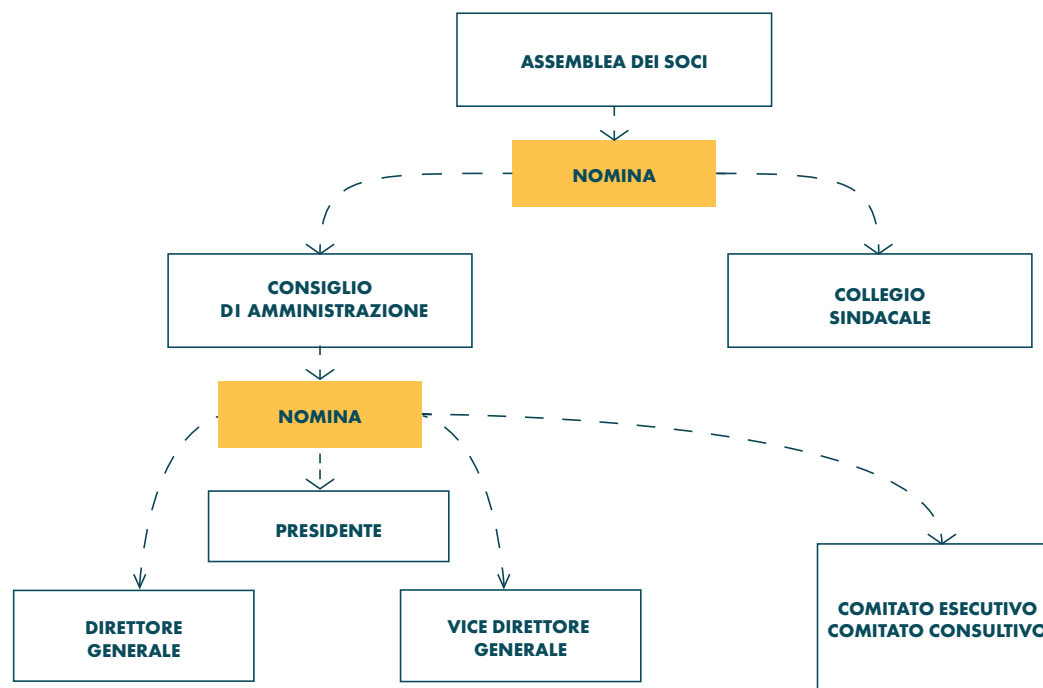 ASSEMBLEA DEI SOCI
NOMINA
CONSIGLIO
DI AMMINISTRAZIONE
COLLEGIO
SINDACALE
NOMINA
PRESIDENTE
DIRETTORE
GENERALE
VICE DIRETTORE
GENERALE
COMITATO ESECUTIVO
COMITATO CONSULTIVO